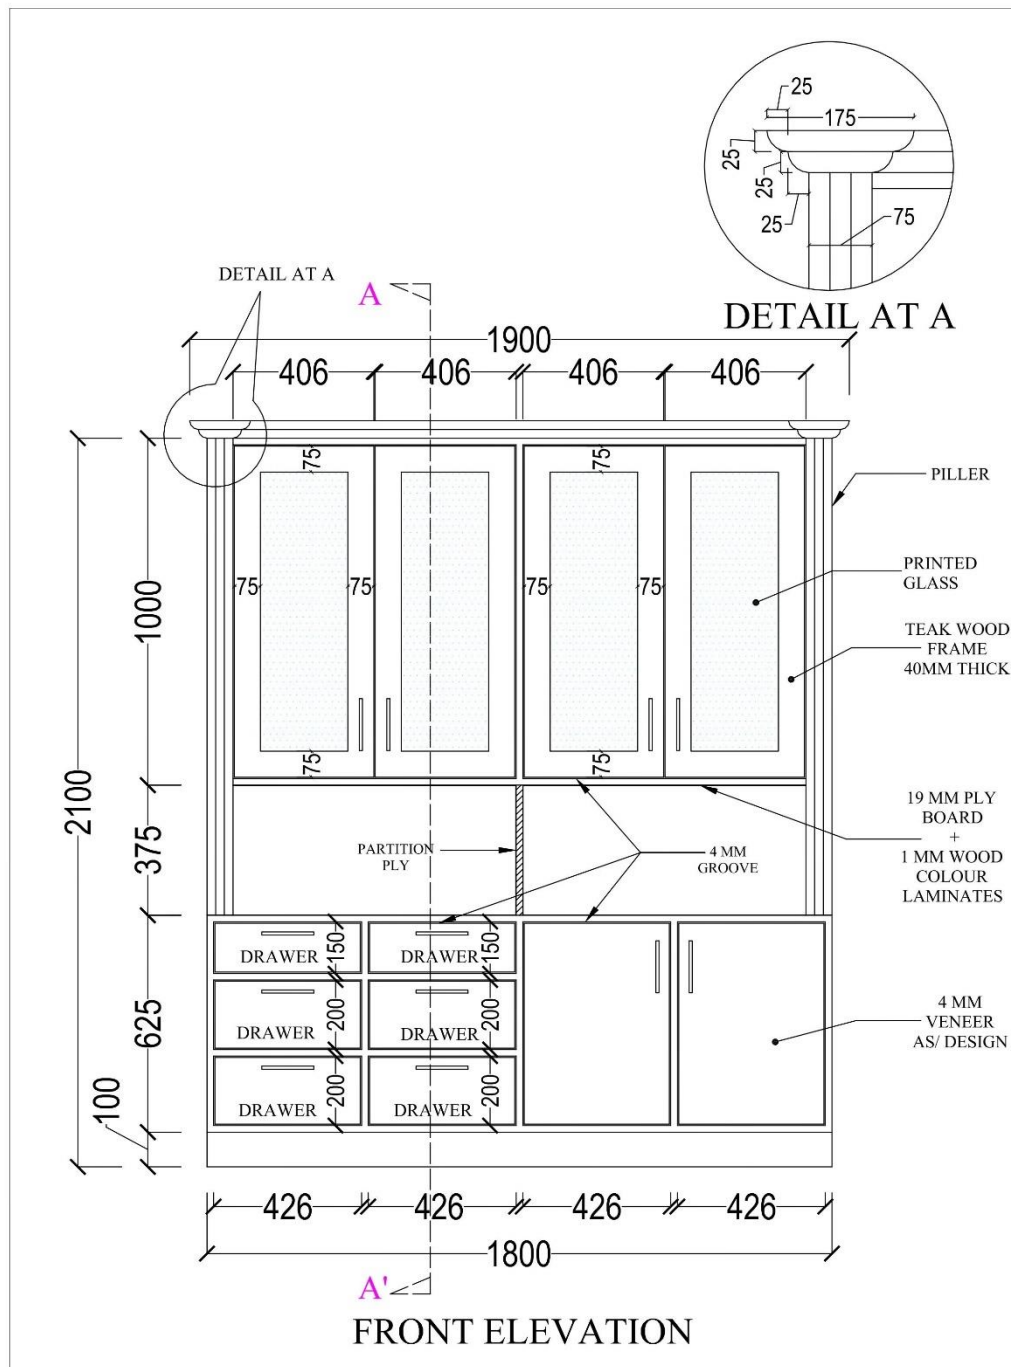 25
175
25
25
25
75
DETAIL AT A
DETAIL AT A
A
1900
406
406
406
406
75
75
PILLER
PRINTED
GLASS
75
75
75
75
TEAK WOOD
FRAME
40MM THICK
1000
75
75
2100
375
PARTITION
PLY
4 MM
GROOVE
19 MM PLY
BOARD
+
1 MM WOOD
COLOUR
LAMINATES
DRAWER
150
DRAWER
150
625
DRAWER
200
DRAWER
200
4 MM
VENEER
AS/ DESIGN
100
DRAWER
200
DRAWER
200
426
426
426
426
1800
A'
FRONT ELEVATION